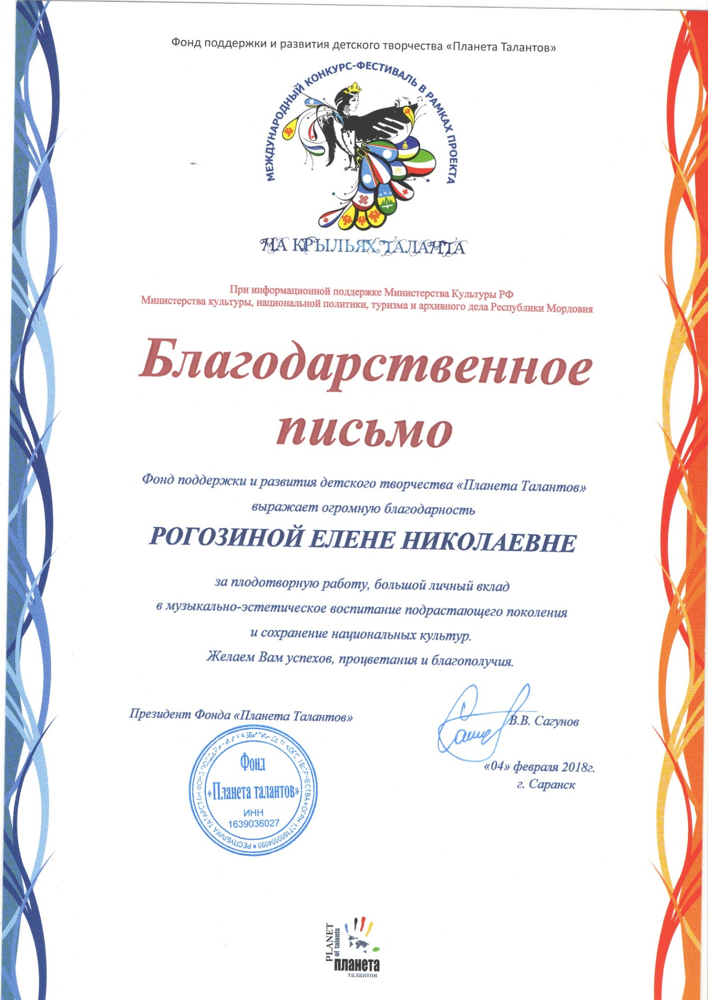 Фонд поддержки и развития детского творчества «Планета Талантов»
МЕЖДУНАРОДНЫЙ КОНКУРС-ФЕСТИВАЛЬ В РАМКАХ ПРОЕКТА
НА КРЫЛЬЯХ ТАЛАНТА
При информационной поддержке Министерства Культуры РФ
Министерства культуры, национальной политики, туризма и архивного дела Республики Мордовия
Благодарственное
письмо
Фонд поддержки и развития детского творчества «Планета Талантов»
выражает огромную благодарность
РОГОЗИНОЙ ЕЛЕНЕ НИКОЛАЕВНЕ
за плодотворную работу, большой личный вклад
в музыкально-эстетическое воспитание подрастающего поколения
и сохранение национальных культур.
Желаем Вам успехов, процветания и благополучия.
Президент Фонда «Планета Талантов»
В.В. Сагунов
«04» февраля 2018г.
г. Саранск
РЕСПУБЛИКА ТАТАРСТАН ФОНД ПОДДЕРЖКИ И РАЗВИТИЯ ДЕТСКОГО ТВОРЧЕСТВА * ОГРН *
Фонд
«Планета талантов»
ИНН
1639036027
PLANET
of talents
планета
талантов